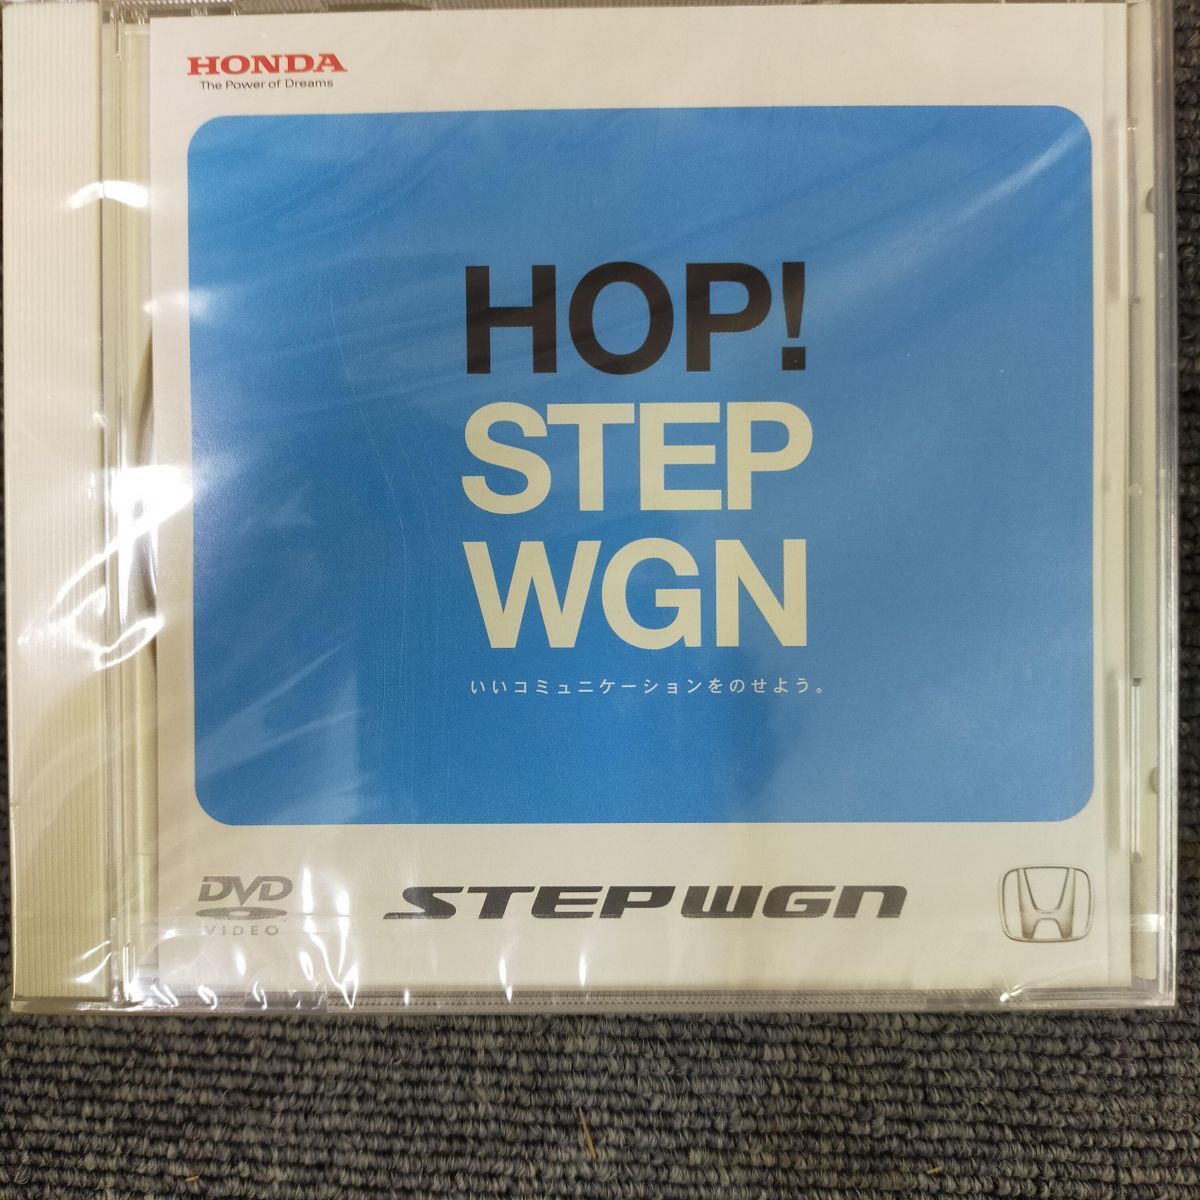 HONDA
The Power of Dreams
HOP!
STEP
WGN
いいコミュニケーションをのせよう。
DVD
VIDEO
STEPWGN